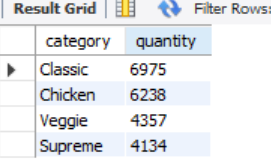 Result Grid Filter Rows:
category quantity
Classic 6975
Chicken 6238
Veggie 4357
Supreme 4134